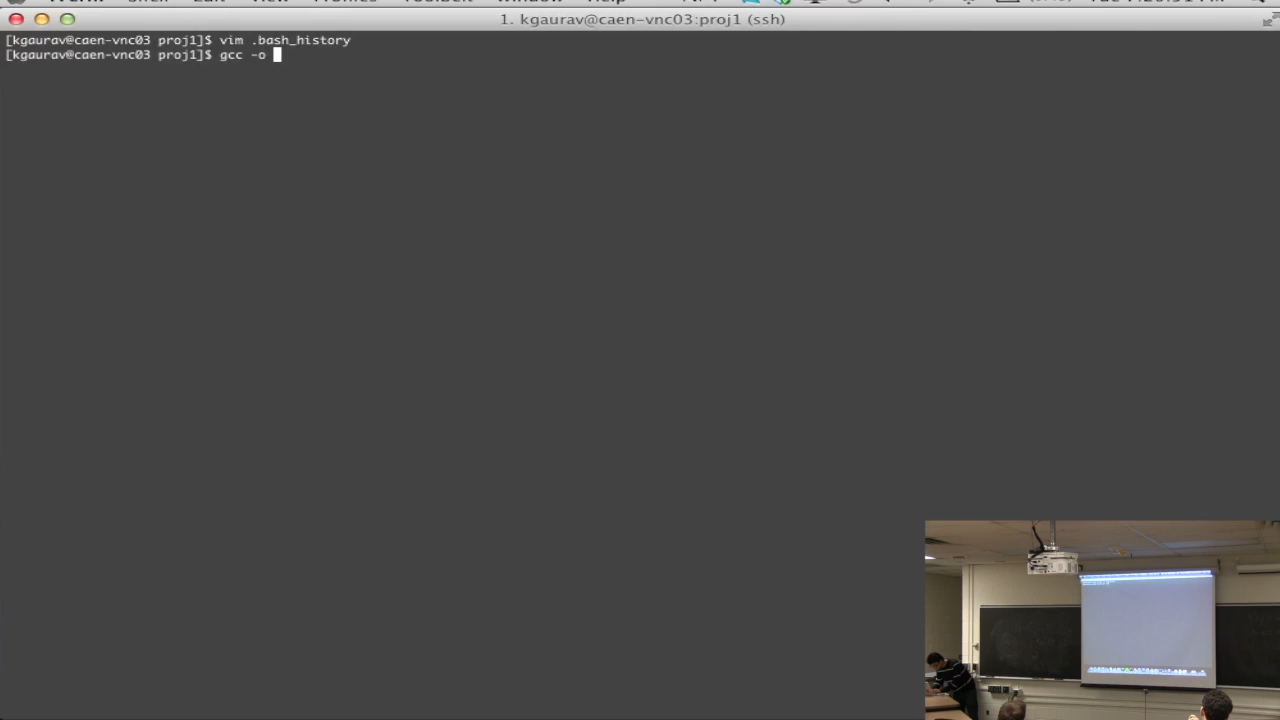 1. kgaurav@caen-vnc03:proj1 (ssh)
[kgaurav@caen-vnc03 proj1]$ vim .bash_history
[kgaurav@caen-vnc03 proj1]$ gcc -o